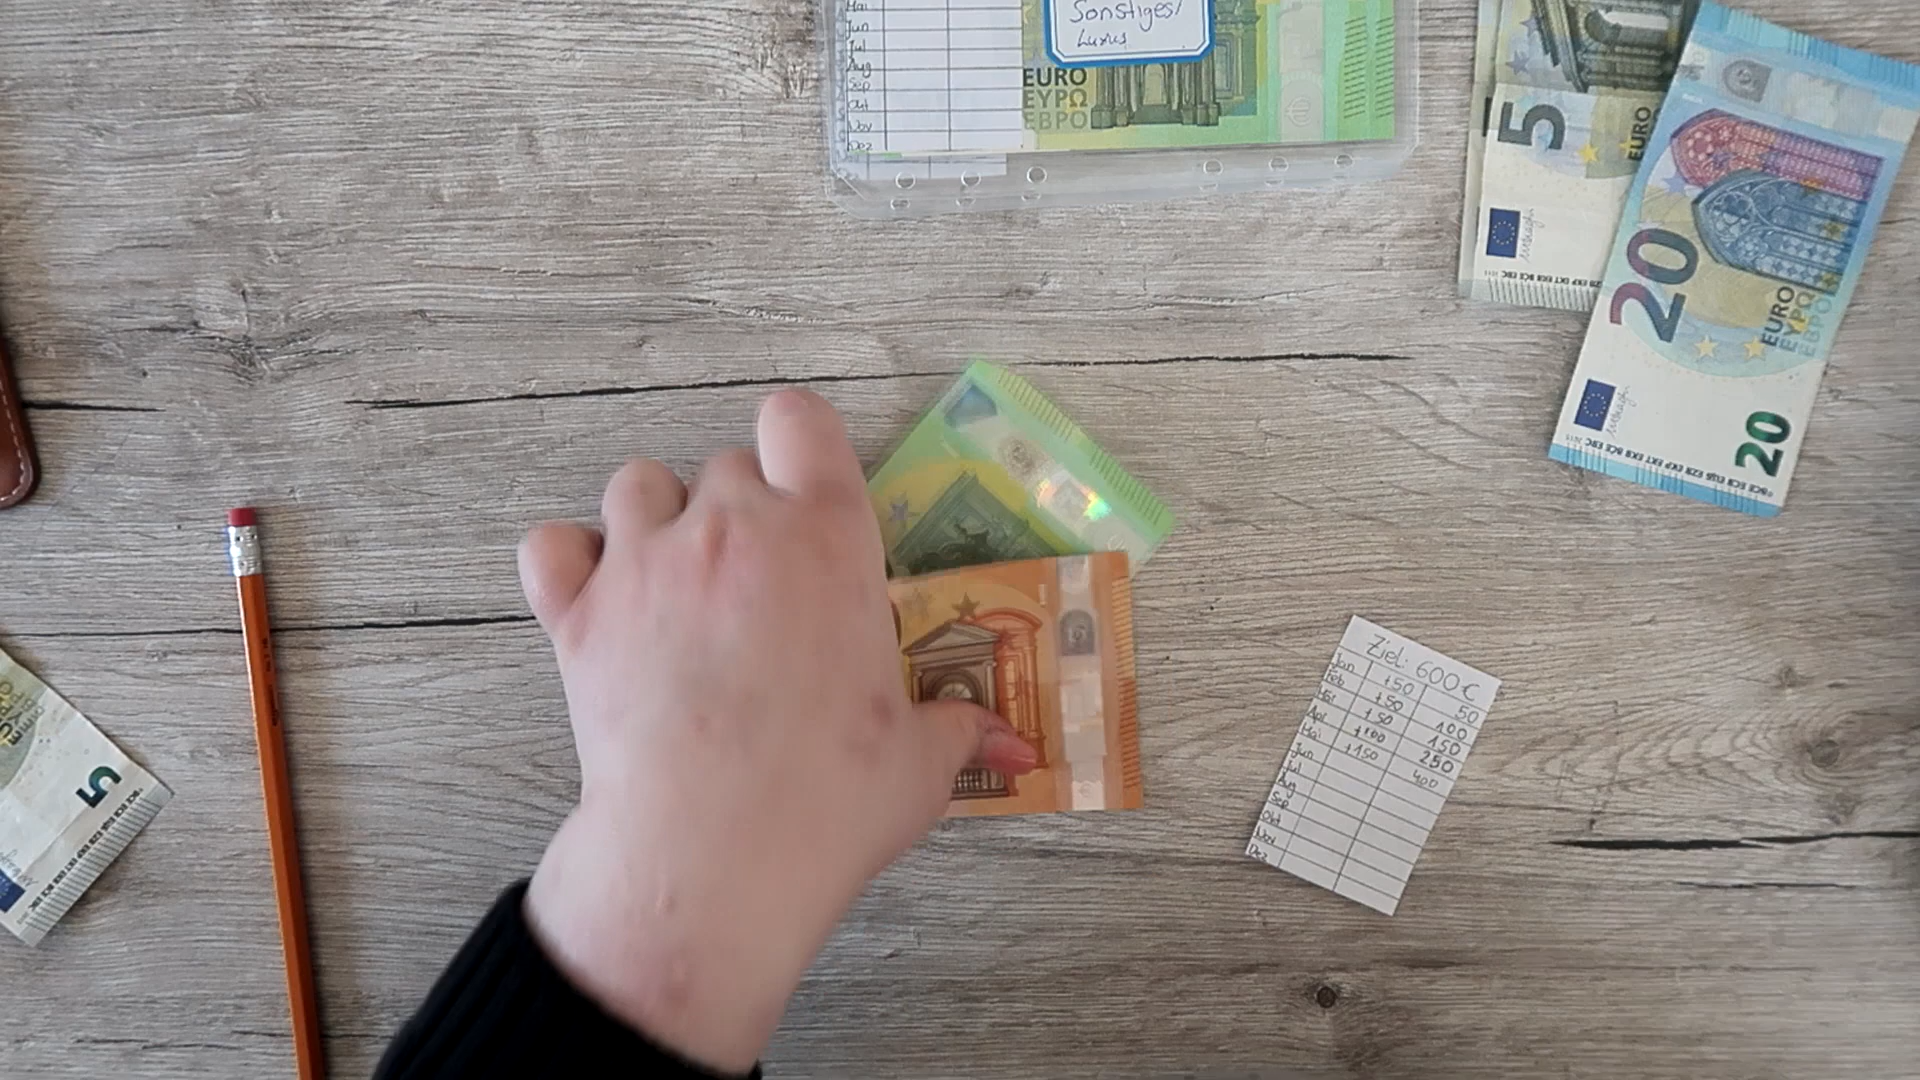 Mai
Jun
Jul
Aug
Sep
Okt
Nov
Dez
Sonstiges/
Luxus
EURO
ΕΥΡΩ
ЕВРО
5
EURO
20
EURO
ΕΥΡΩ
ЕВРО
20
5
Ziel: 600€
Jan +50 50
Feb +50 100
Mär +50 150
Apr +100 250
Mai +150 400
Jun
Jul
Aug
Sep
Okt
Nov
Dez